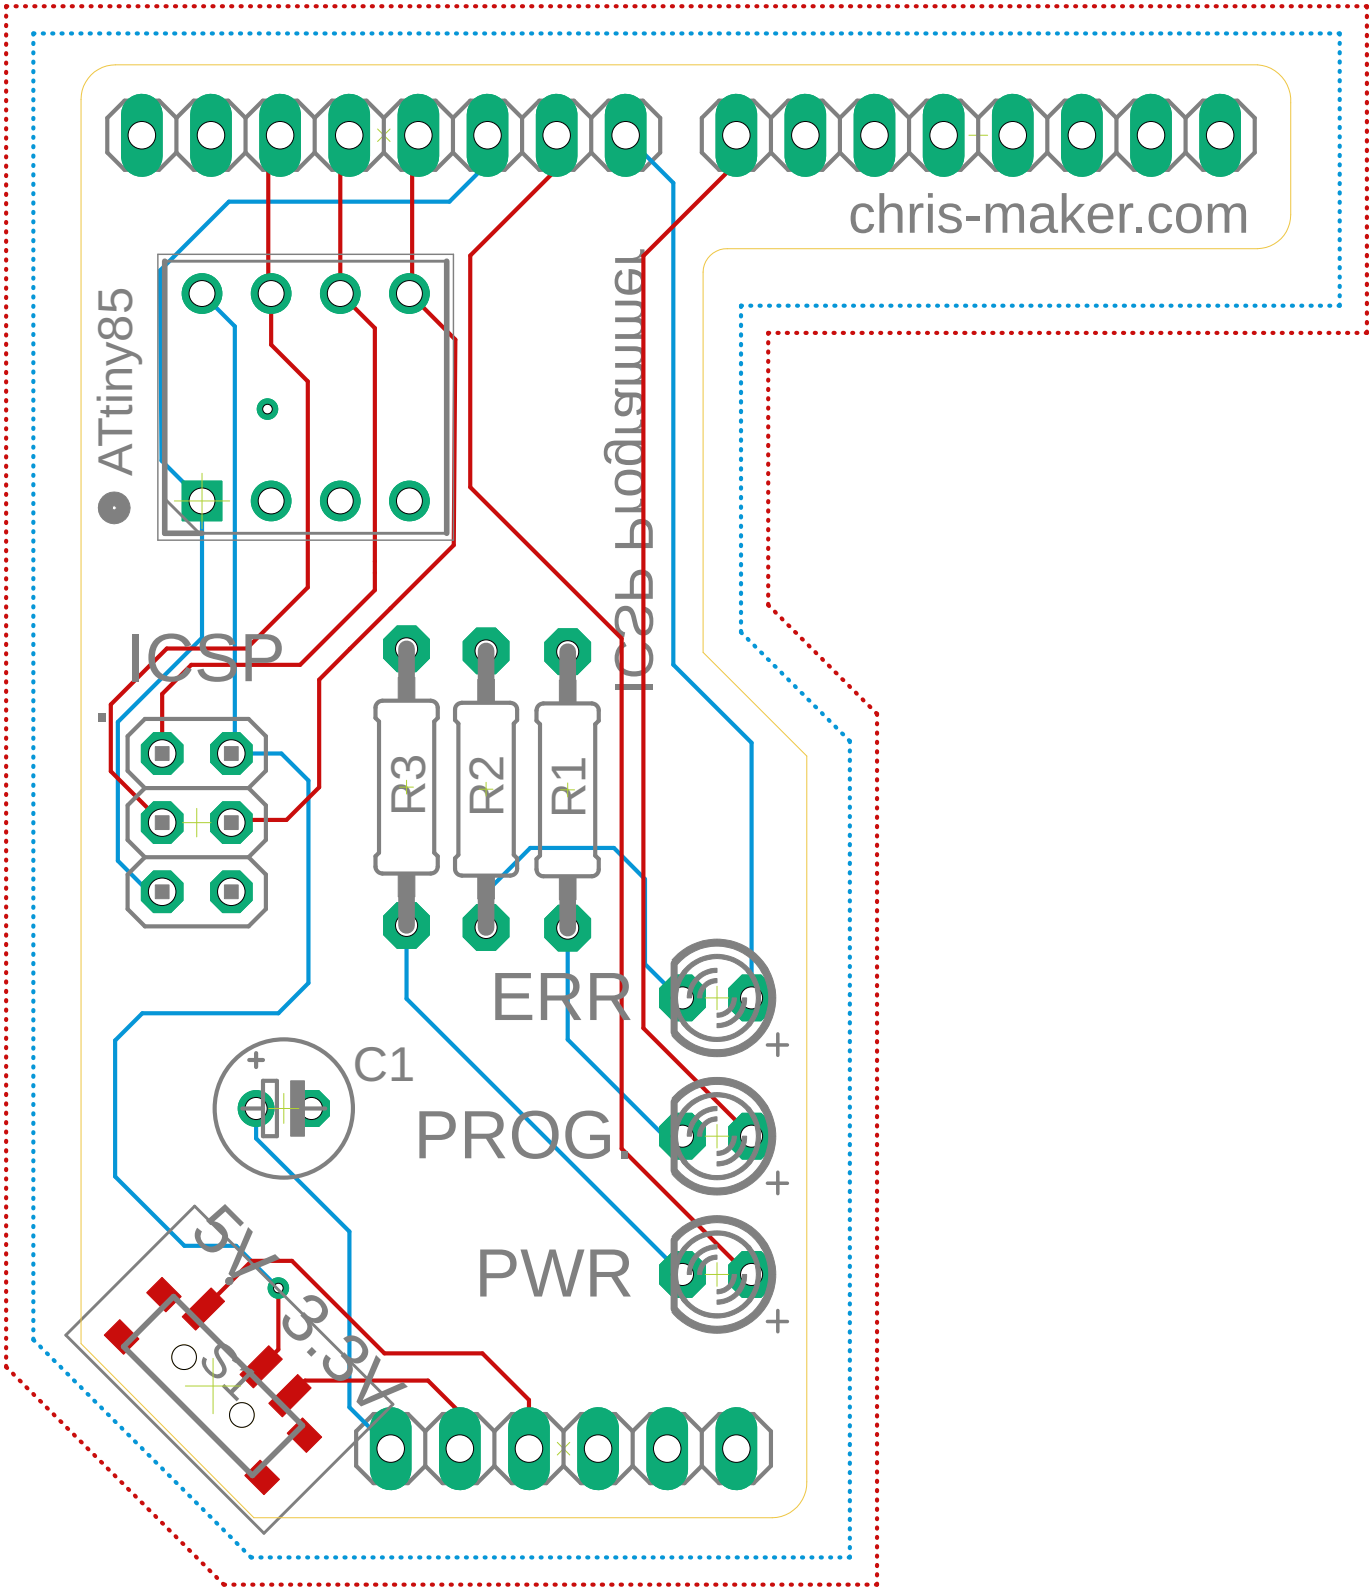 chris-maker.com
ICSP Programmer
ATtiny85
ICSP
R3
R2
R1
ERR
C1
PROG.
PWR
5V
3.3V
S1